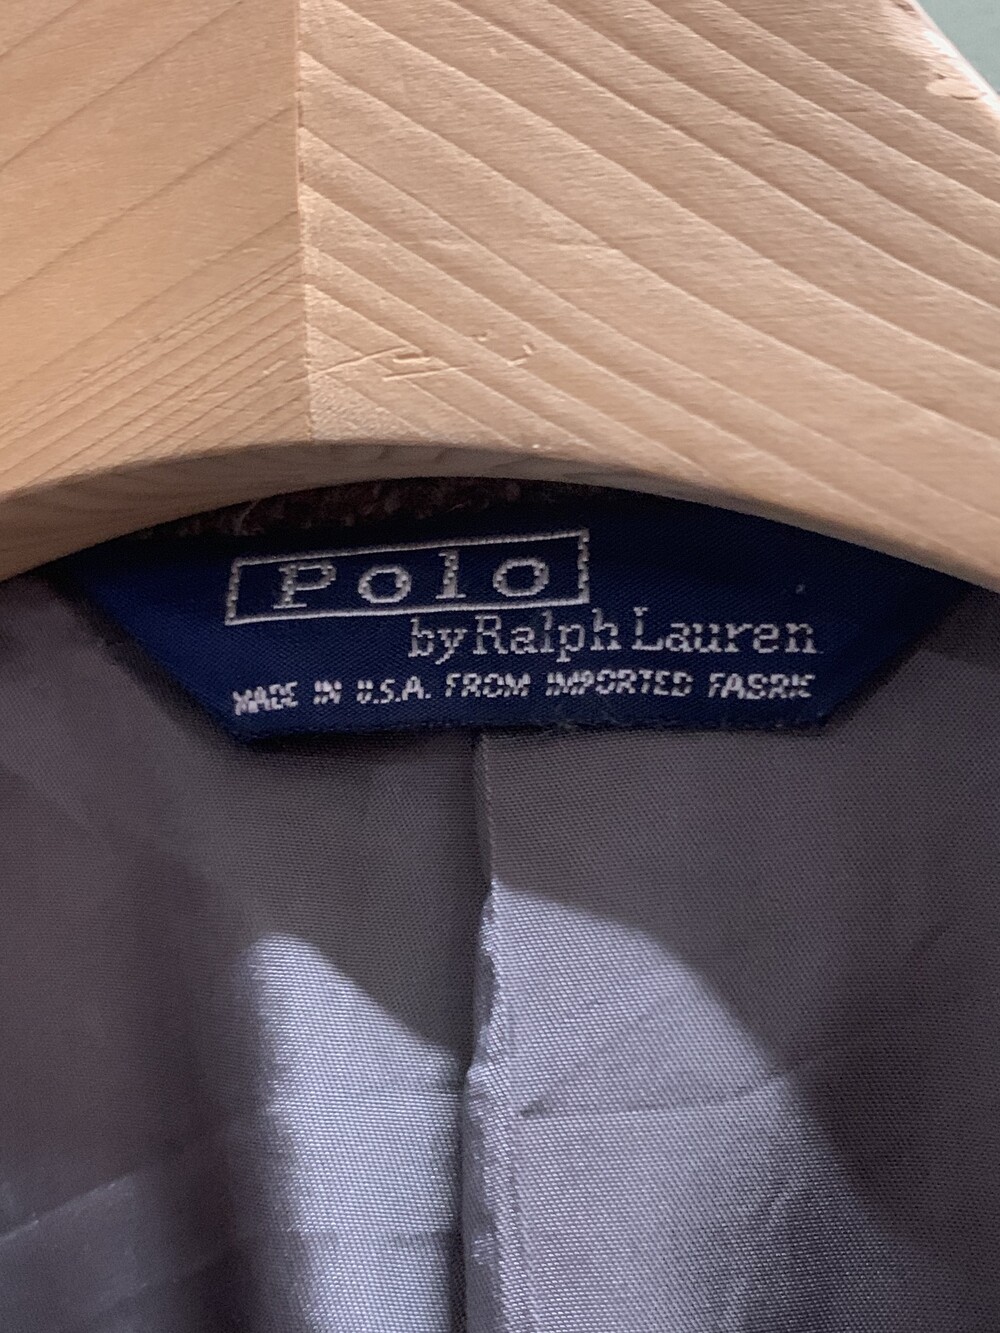 Polo
by Ralph Lauren
MADE IN U.S.A. FROM IMPORTED FABRIC